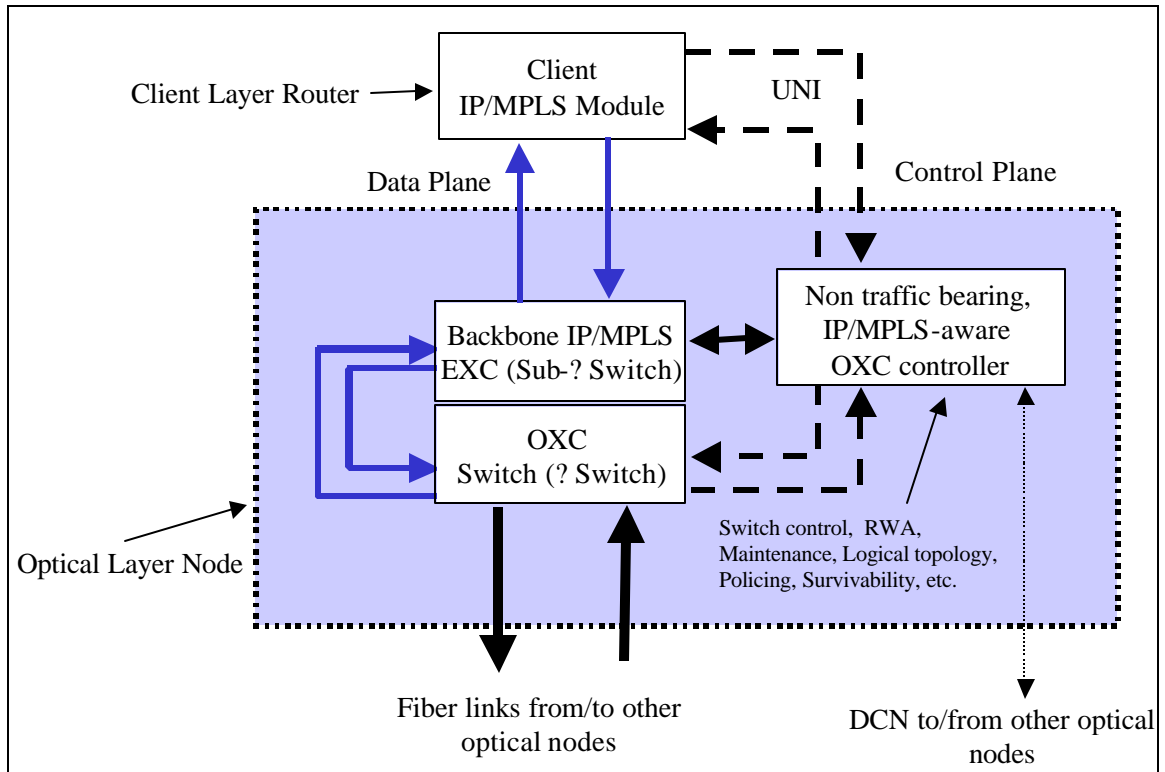 Client
IP/MPLS Module
Client Layer Router
UNI
Data Plane
Control Plane
Backbone IP/MPLS
EXC (Sub-? Switch)
Non traffic bearing,
IP/MPLS-aware
OXC controller
OXC
Switch (? Switch)
Switch control, RWA,
Maintenance, Logical topology,
Policing, Survivability, etc.
Optical Layer Node
Fiber links from/to other
optical nodes
DCN to/from other optical
nodes